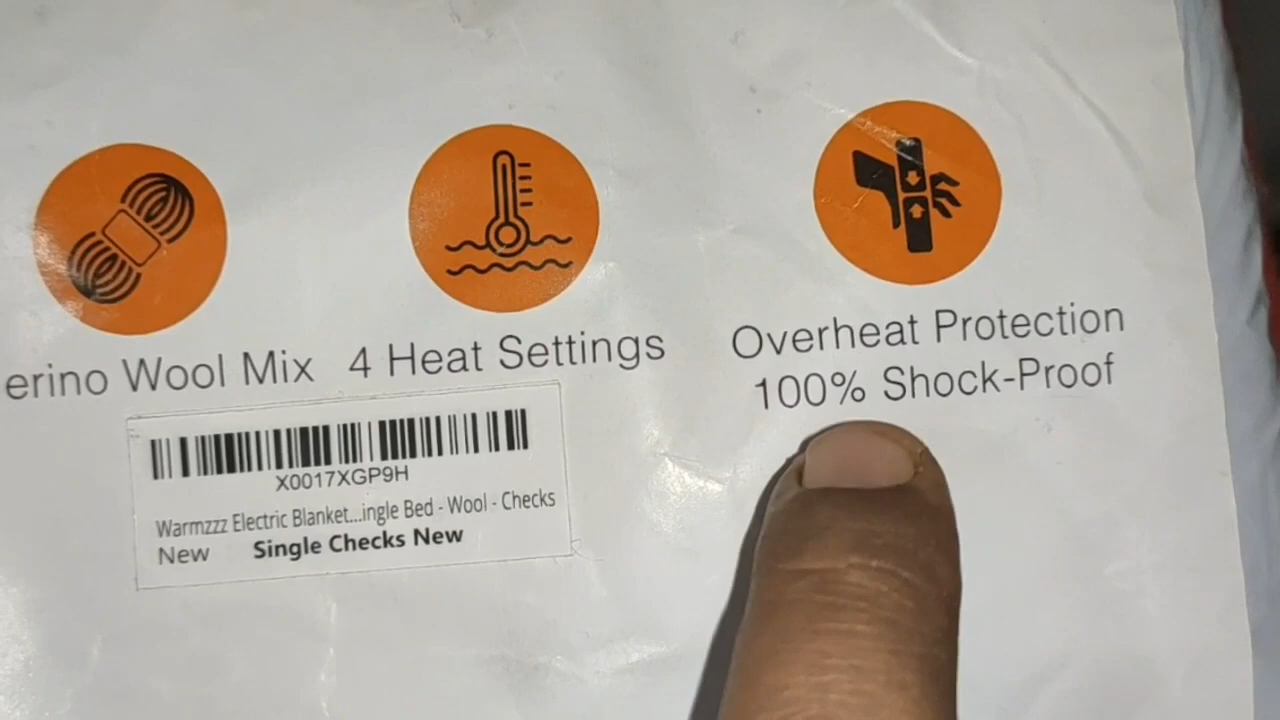 erino Wool Mix
4 Heat Settings
Overheat Protection
100% Shock-Proof
X0017XGP9H
Warmzzz Electric Blanket...ingle Bed - Wool - Checks
New
Single Checks New